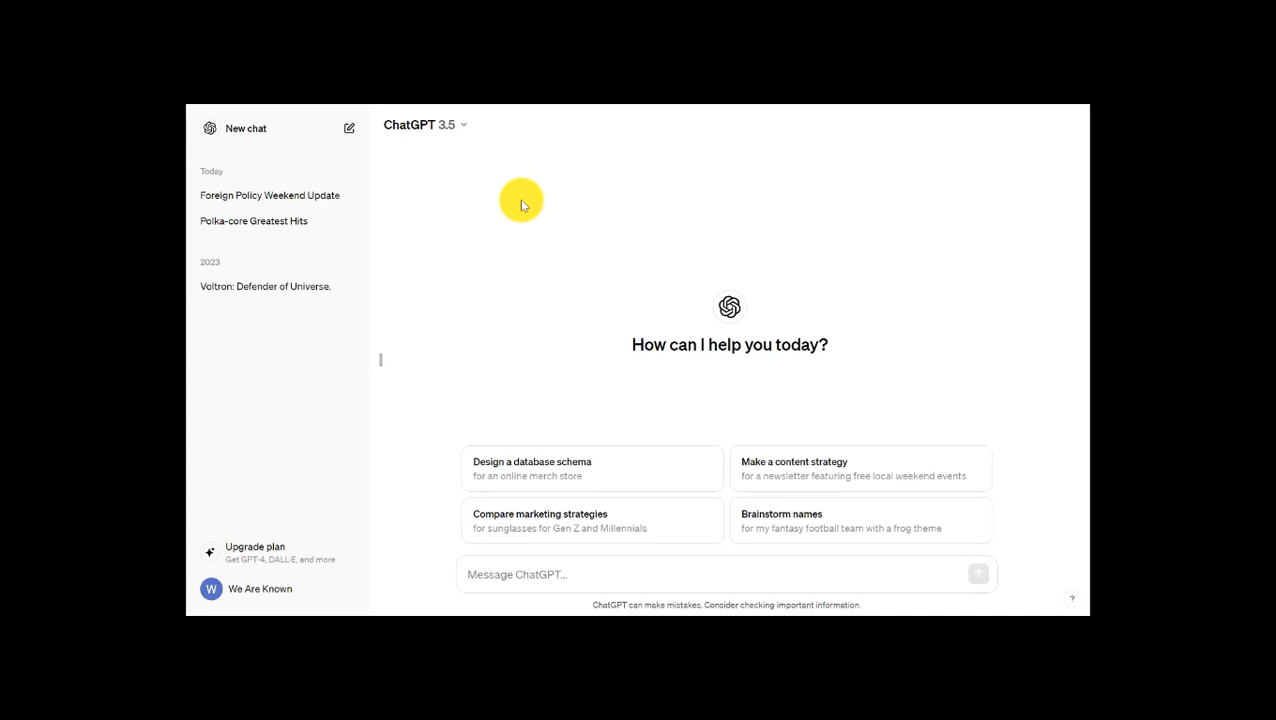 New chat
Today
Foreign Policy Weekend Update
Polka-core Greatest Hits
2023
Voltron: Defender of Universe.
Upgrade plan
Get GPT-4, DALL·E, and more
W
We Are Known
ChatGPT 3.5
How can I help you today?
Design a database schema
for an online merch store
Make a content strategy
for a newsletter featuring free local weekend events
Compare marketing strategies
for sunglasses for Gen Z and Millennials
Brainstorm names
for my fantasy football team with a frog theme
Message ChatGPT...
ChatGPT can make mistakes. Consider checking important information.
?